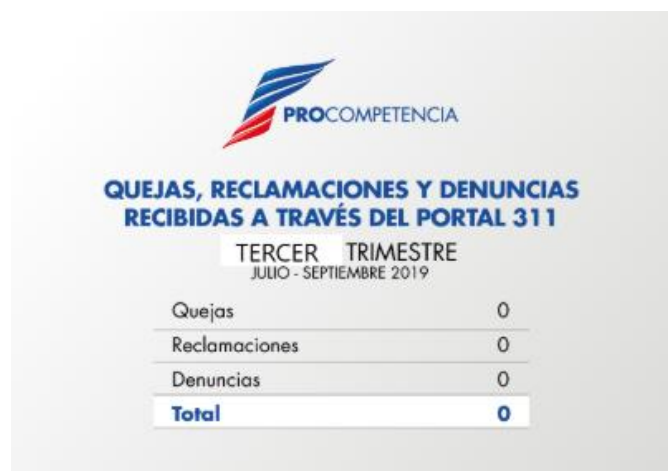 PROCOMPETENCIA
QUEJAS, RECLAMACIONES Y DENUNCIAS
RECIBIDAS A TRAVÉS DEL PORTAL 311
TERCER TRIMESTRE
JULIO - SEPTIEMBRE 2019
Quejas 0
Reclamaciones 0
Denuncias 0
Total 0